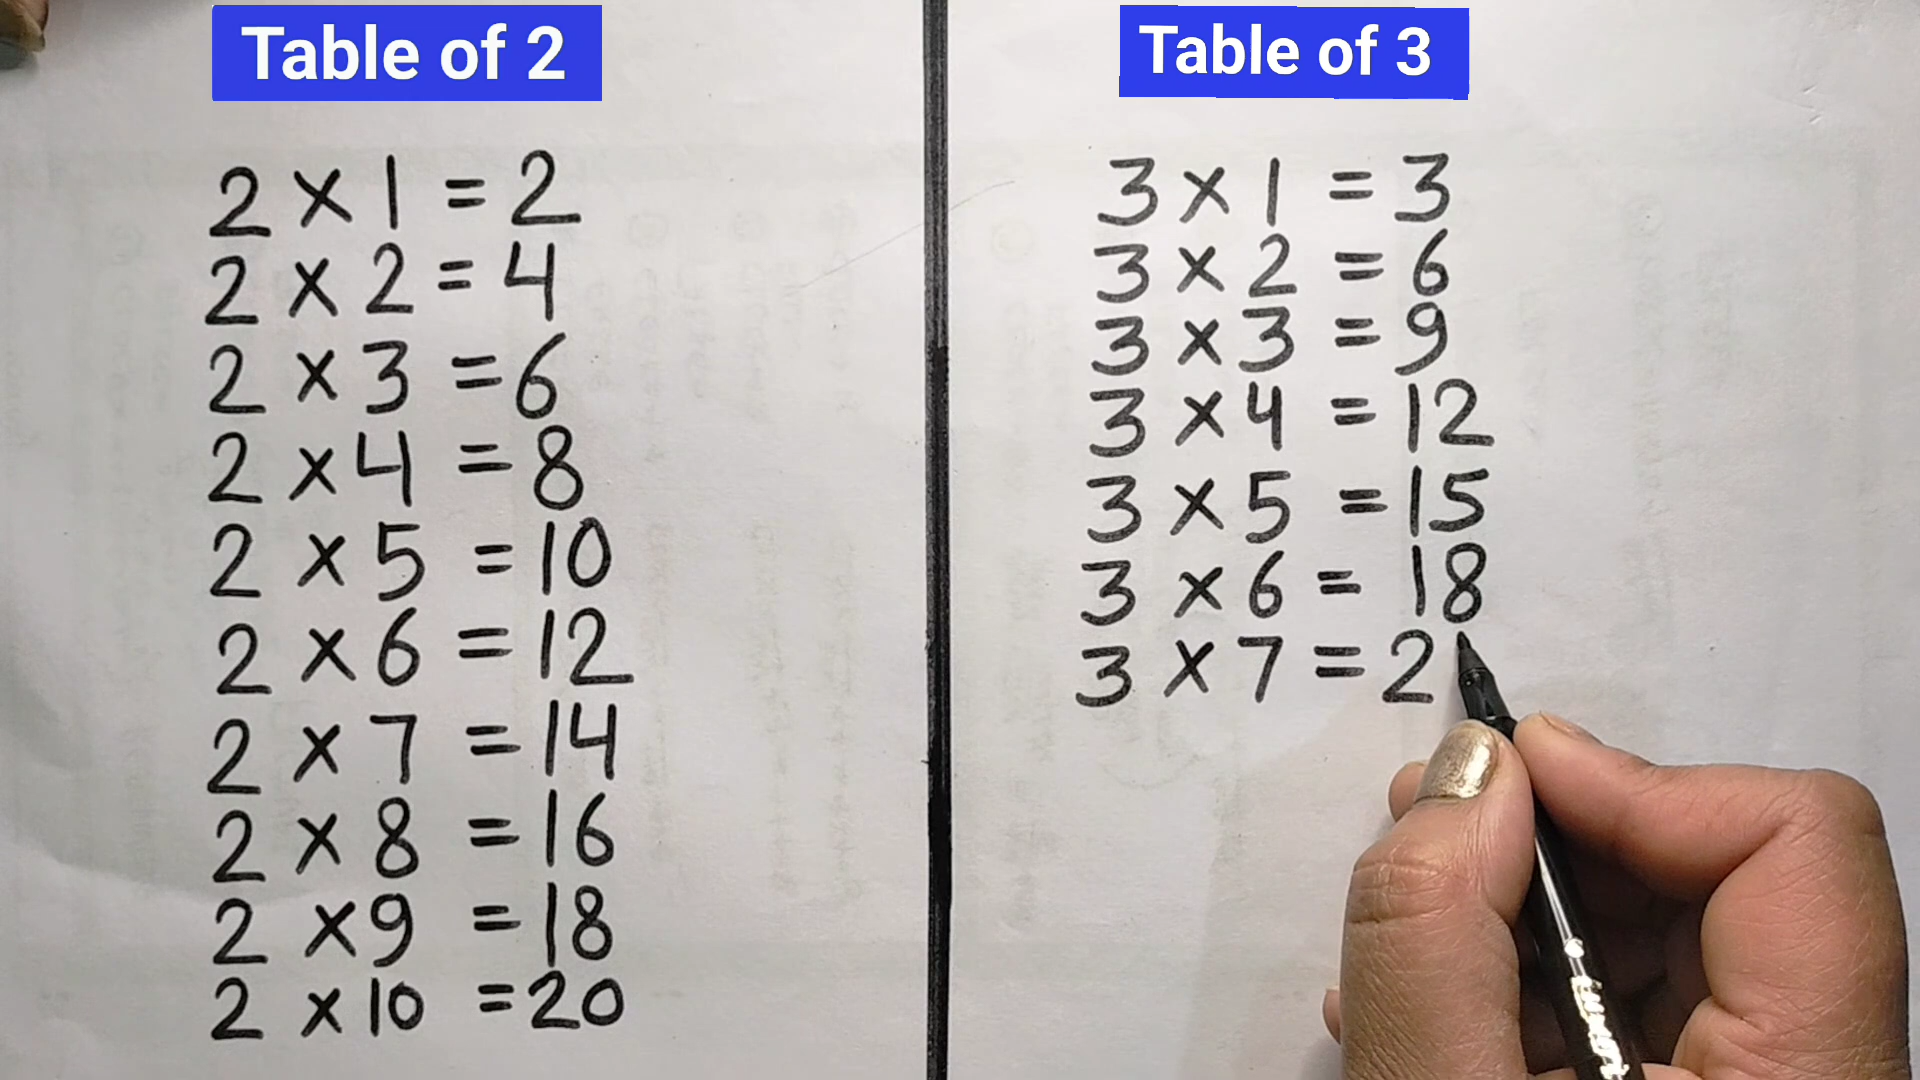 Table of 2
2 × 1 = 2
2 × 2 = 4
2 × 3 = 6
2 × 4 = 8
2 × 5 = 10
2 × 6 = 12
2 × 7 = 14
2 × 8 = 16
2 × 9 = 18
2 × 10 = 20
Table of 3
3 × 1 = 3
3 × 2 = 6
3 × 3 = 9
3 × 4 = 12
3 × 5 = 15
3 × 6 = 18
3 × 7 = 2